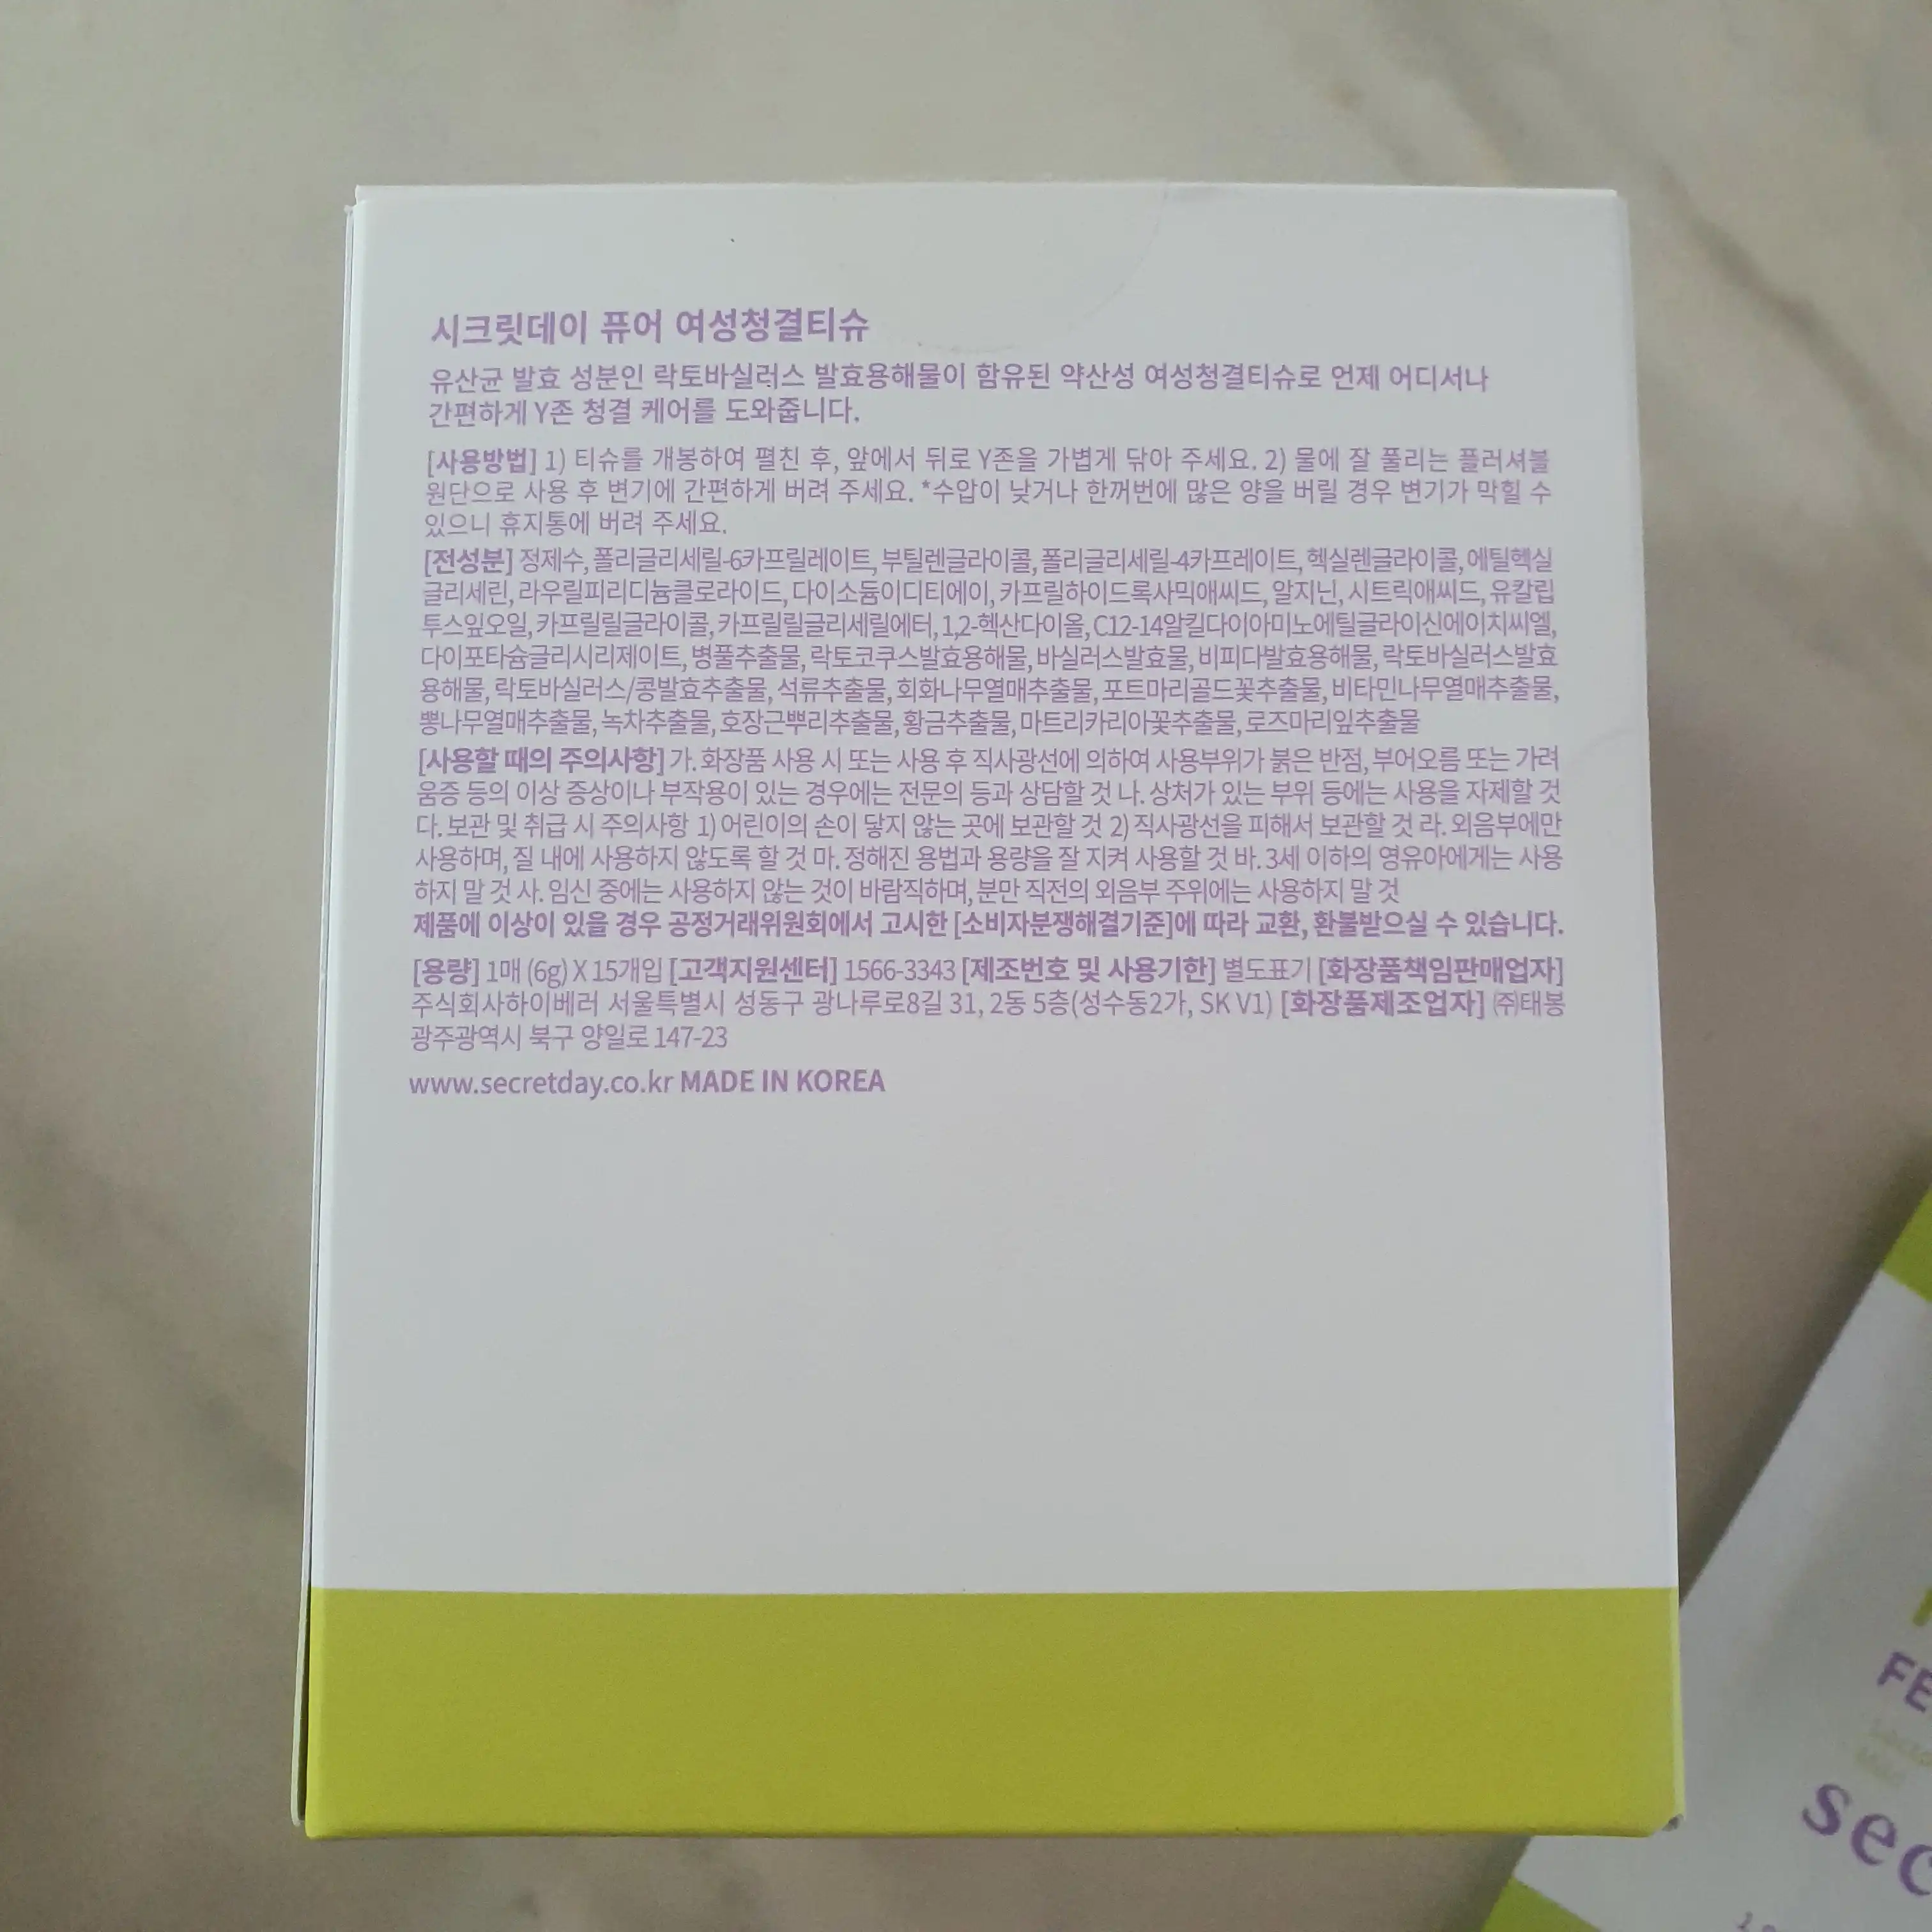 시크릿데이 퓨어 여성청결티슈
유산균 발효 성분인 락토바실러스 발효용해물이 함유된 약산성 여성청결티슈로 언제 어디서나
간편하게 Y존 청결 케어를 도와줍니다.
[사용방법] 1) 티슈를 개봉하여 펼친 후, 앞에서 뒤로 Y존을 가볍게 닦아 주세요. 2) 물에 잘 풀리는 플러셔블
원단으로 사용 후 변기에 간편하게 버려 주세요. *수압이 낮거나 한꺼번에 많은 양을 버릴 경우 변기가 막힐 수
있으니 휴지통에 버려 주세요.
[전성분] 정제수, 폴리글리세릴-6카프릴레이트, 부틸렌글라이콜, 폴리글리세릴-4카프레이트, 헥실렌글라이콜, 에틸헥실
글리세린, 라우릴피리디늄클로라이드, 다이소듐이디티에이, 카프릴하이드록사믹애씨드, 알지닌, 시트릭애씨드, 유칼립
투스잎오일, 카프릴릴글라이콜, 카프릴릴글리세릴에터, 1,2-헥산다이올, C12-14알킬다이아미노에틸글라이신에이치씨엘,
다이포타슘글리시리제이트, 병풀추출물, 락토코쿠스발효용해물, 바실러스발효물, 비피다발효용해물, 락토바실러스발효
용해물, 락토바실러스/콩발효추출물, 석류추출물, 회화나무열매추출물, 포트마리골드꽃추출물, 비타민나무열매추출물,
뽕나무열매추출물, 녹차추출물, 호장근뿌리추출물, 황금추출물, 마트리카리아꽃추출물, 로즈마리잎추출물
[사용할 때의 주의사항] 가. 화장품 사용 시 또는 사용 후 직사광선에 의하여 사용부위가 붉은 반점, 부어오름 또는 가려
움증 등의 이상 증상이나 부작용이 있는 경우에는 전문의 등과 상담할 것 나. 상처가 있는 부위 등에는 사용을 자제할 것
다. 보관 및 취급 시 주의사항 1) 어린이의 손이 닿지 않는 곳에 보관할 것 2) 직사광선을 피해서 보관할 것 라. 외음부에만
사용하며, 질 내에 사용하지 않도록 할 것 마. 정해진 용법과 용량을 잘 지켜 사용할 것 바. 3세 이하의 영유아에게는 사용
하지 말 것 사. 임신 중에는 사용하지 않는 것이 바람직하며, 분만 직전의 외음부 주위에는 사용하지 말 것
제품에 이상이 있을 경우 공정거래위원회에서 고시한 [소비자분쟁해결기준]에 따라 교환, 환불받으실 수 있습니다.
[용량] 1매 (6g) X 15개입 [고객지원센터] 1566-3343 [제조번호 및 사용기한] 별도표기 [화장품책임판매업자]
주식회사하이베러 서울특별시 성동구 광나루로8길 31, 2동 5층(성수동2가, SK V1) [화장품제조업자] ㈜태봉
광주광역시 북구 양일로 147-23
www.secretday.co.kr MADE IN KOREA
FE
sec